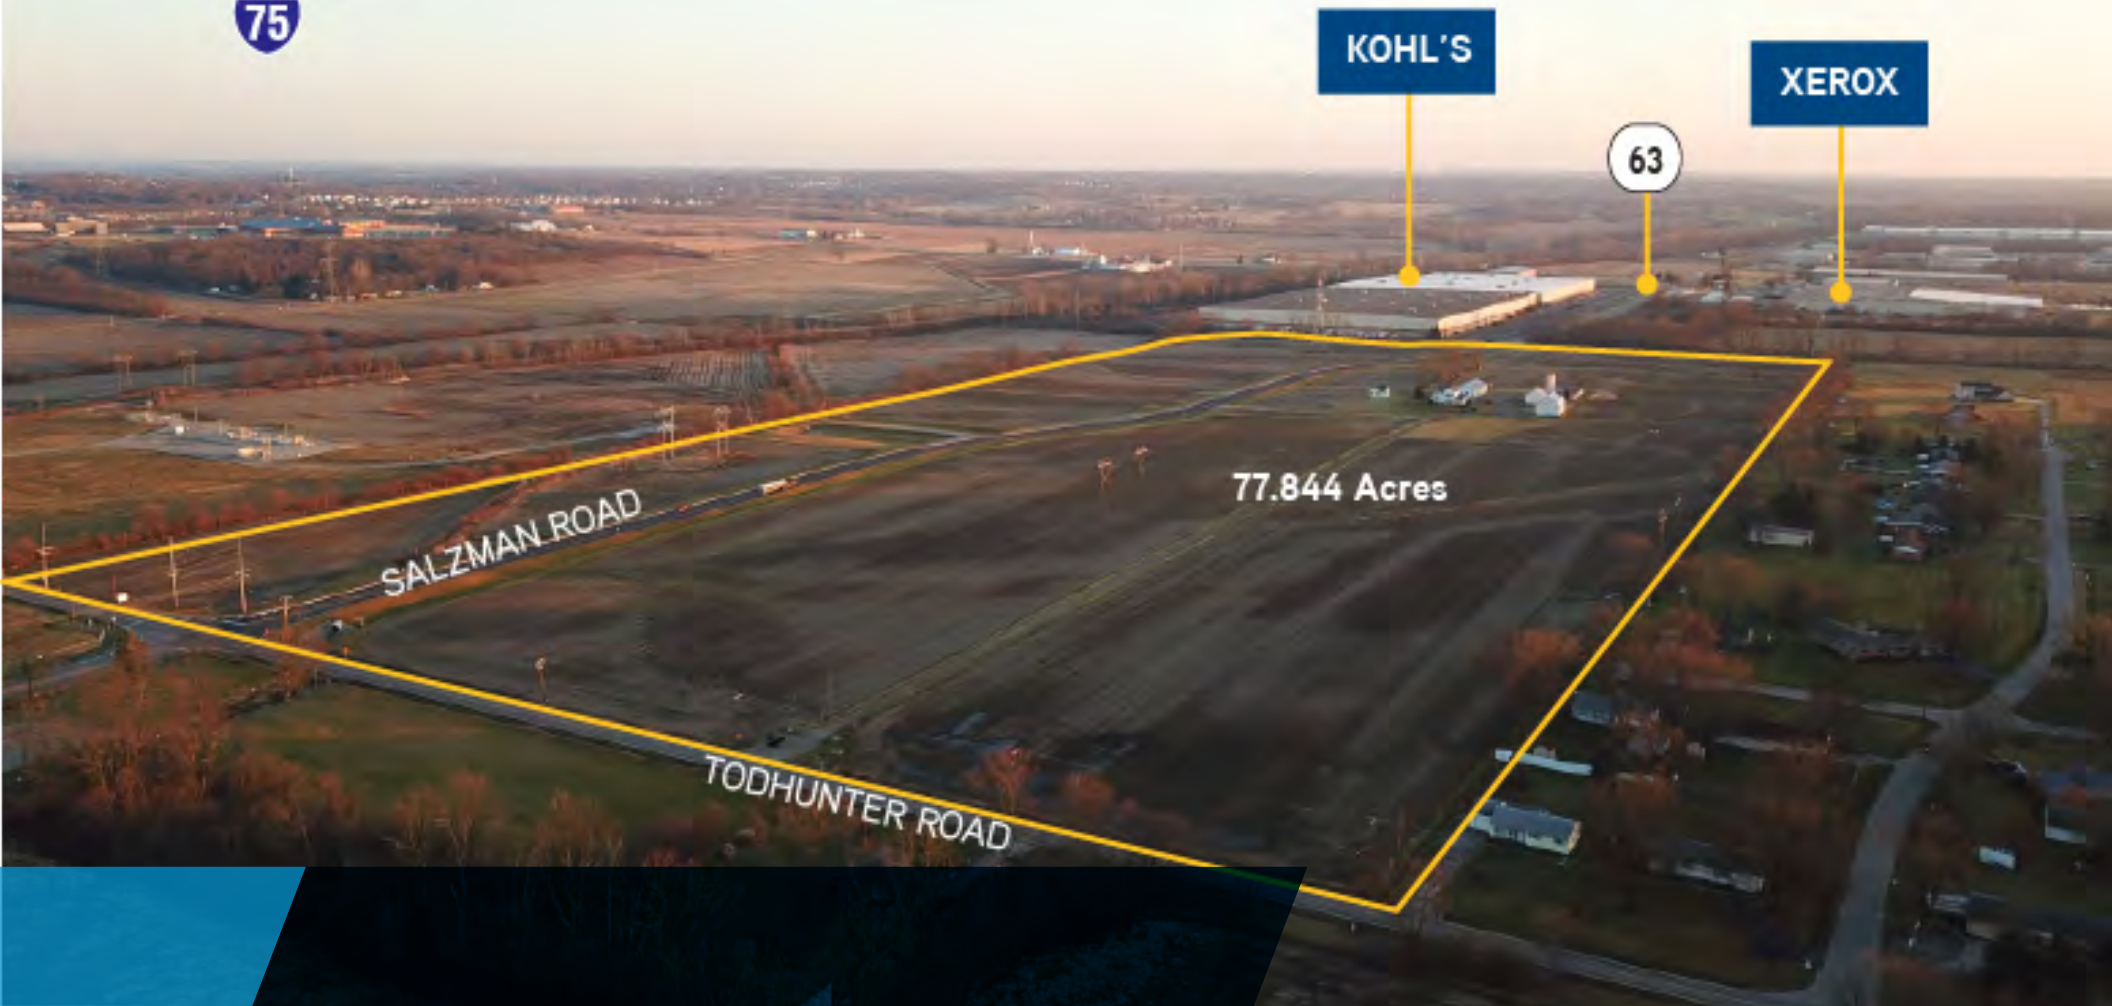 75
KOHL'S
XEROX
63
77.844 Acres
SALZMAN ROAD
TODHUNTER ROAD